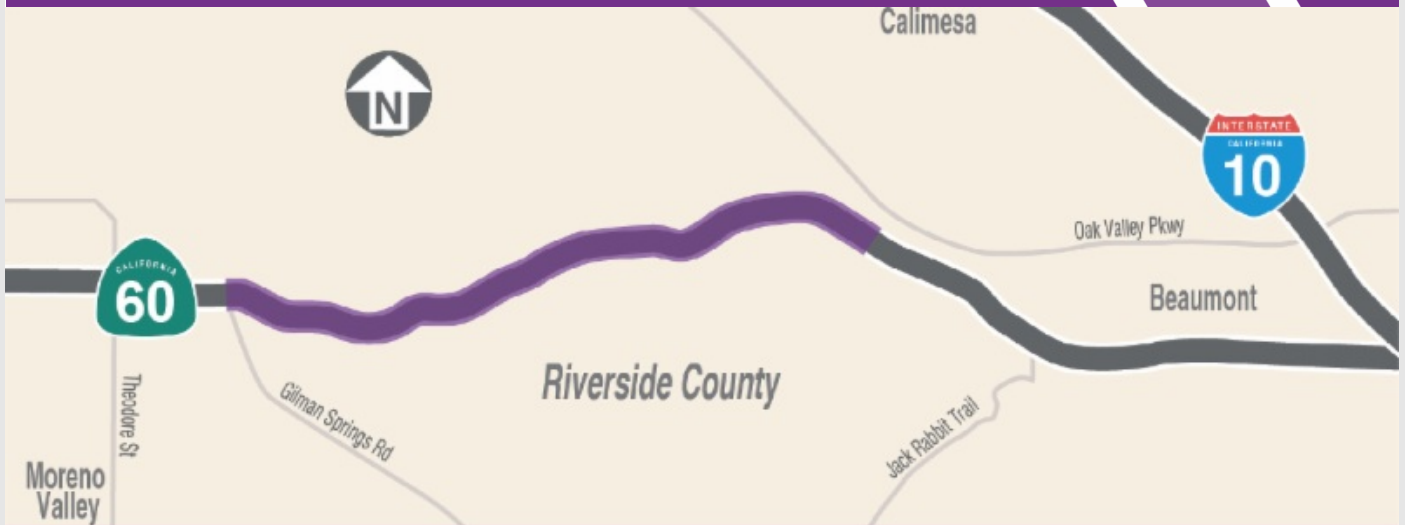 Calimesa
N
INTERSTATE
CALIFORNIA
10
Oak Valley Pkwy
CALIFORNIA
60
Beaumont
Riverside County
Theodore St
Gilman Springs Rd
Jack Rabbit Trail
Moreno
Valley